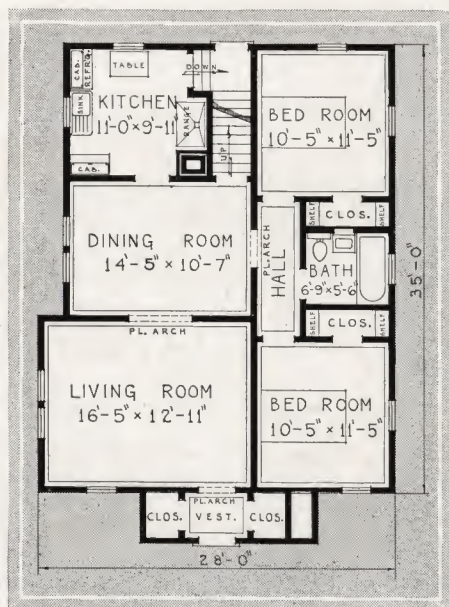 CAB.
REFRG.
TABLE
DOWN
SINK
KITCHEN
11'-0" × 9'-11"
RANGE
CAB.
UP
BED ROOM
10'-5" × 11'-5"
SHELF
CLOS.
SHELF
DINING ROOM
14'-5" × 10'-7"
PL. ARCH
HALL
BATH
6'-9" × 5'-6"
35'-0"
PL. ARCH
SHELF
CLOS.
SHELF
LIVING ROOM
16'-5" × 12'-11"
BED ROOM
10'-5" × 11'-5"
PL. ARCH
CLOS.
VEST.
CLOS.
28'-0"